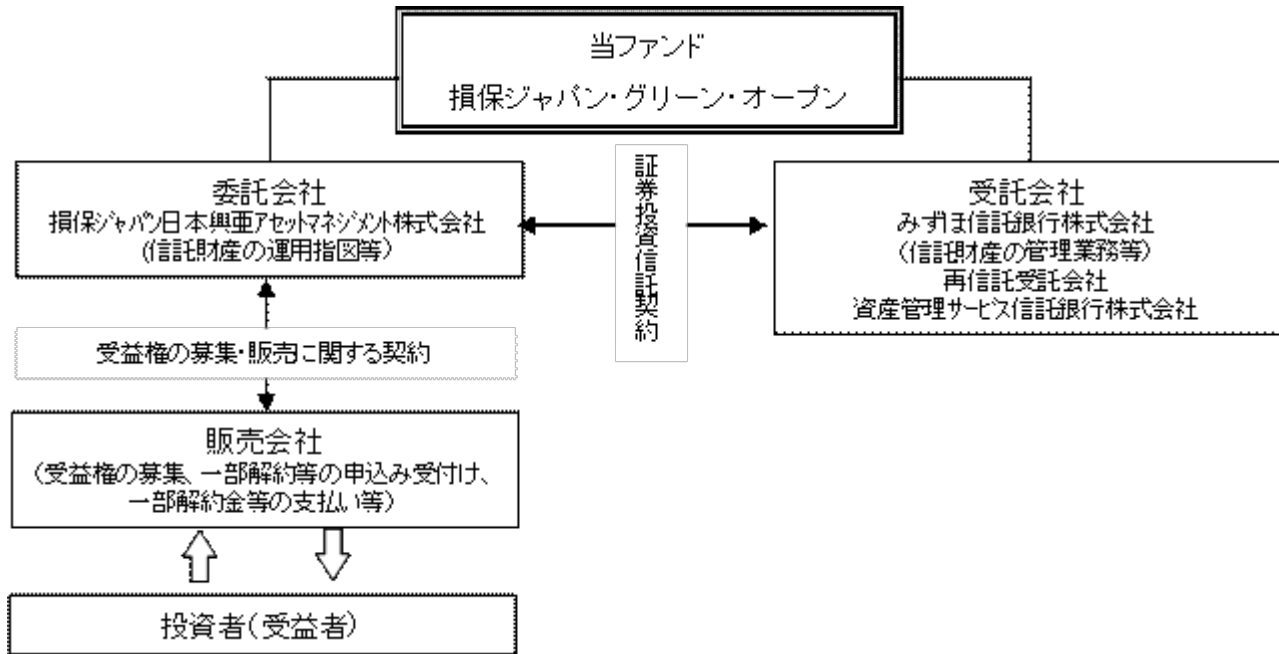 当ファンド
損保ジャパン・グリーン・オープン
委託会社
損保ジャパン日本興亜アセットマネジメント株式会社
(信託財産の運用指図等)
証券投資信託契約
受託会社
みずほ信託銀行株式会社
(信託財産の管理業務等)
再信託受託会社
資産管理サービス信託銀行株式会社
受益権の募集・販売に関する契約
販売会社
(受益権の募集、一部解約等の申込み受付け、
一部解約金等の支払い等)
投資者(受益者)